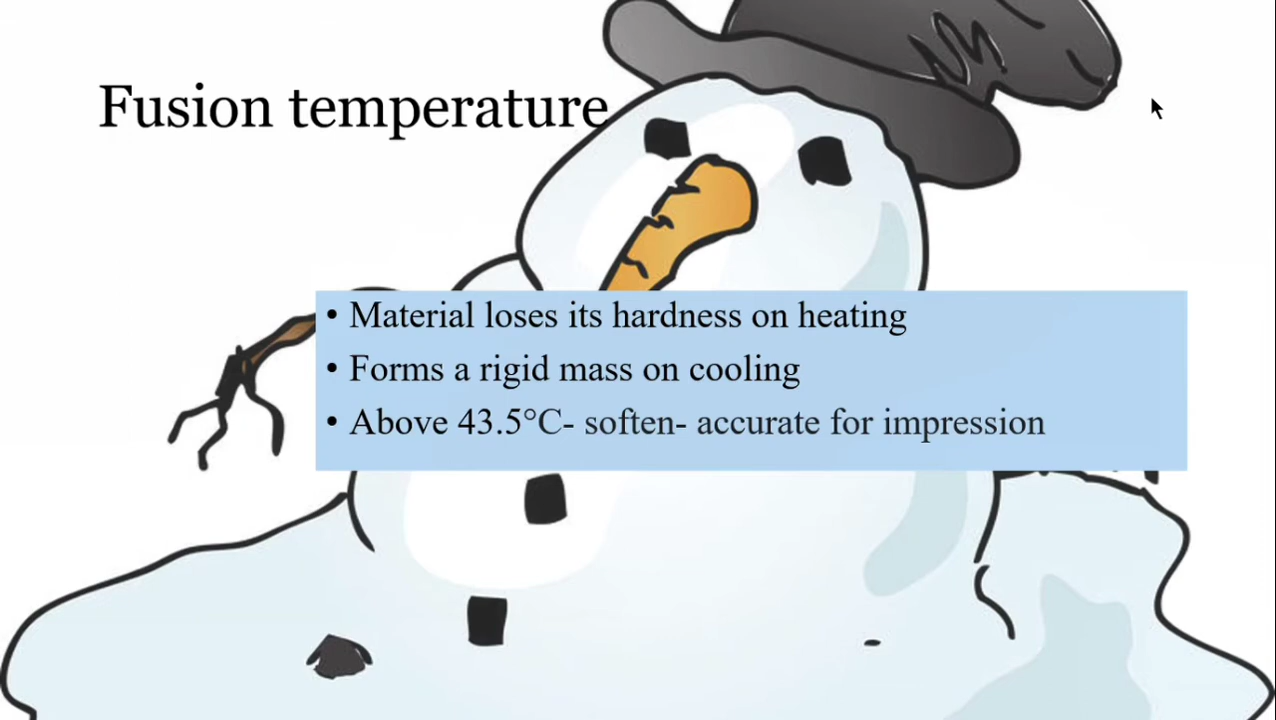 Fusion temperature
• Material loses its hardness on heating
• Forms a rigid mass on cooling
• Above 43.5°C- soften- accurate for impression